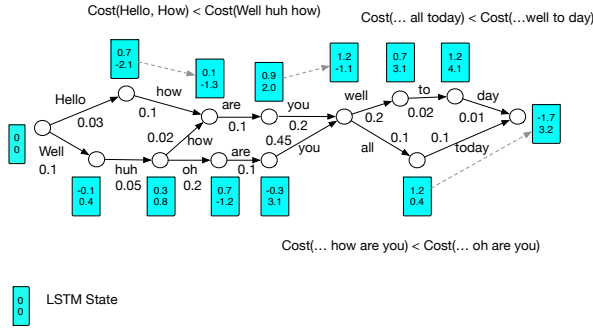 Cost(Hello, How) < Cost(Well huh how)
Cost(... all today) < Cost(...well to day)
0.7
-2.1
0.1
-1.3
0.9
2.0
1.2
-1.1
0.7
3.1
1.2
4.1
Hello
0.03
how
0.1
are
0.1
you
0.2
well
0.2
to
0.02
day
0.01
-1.7
3.2
0
0
Well
0.1
huh
0.05
0.02
how
oh
0.2
are
0.1
0.45
you
all
0.1
0.1
today
-0.1
0.4
0.3
0.8
0.7
-1.2
-0.3
3.1
1.2
0.4
Cost(... how are you) < Cost(... oh are you)
0
0
LSTM State